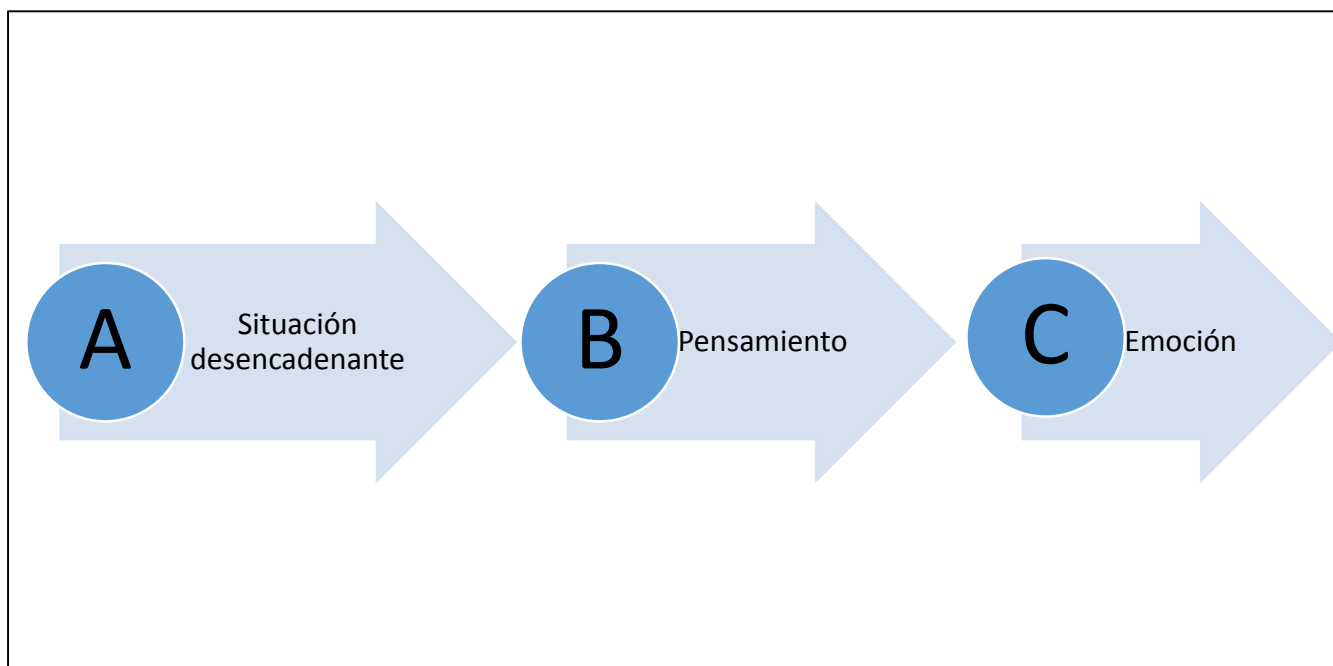 A
Situación
desencadenante
B
Pensamiento
C
Emoción